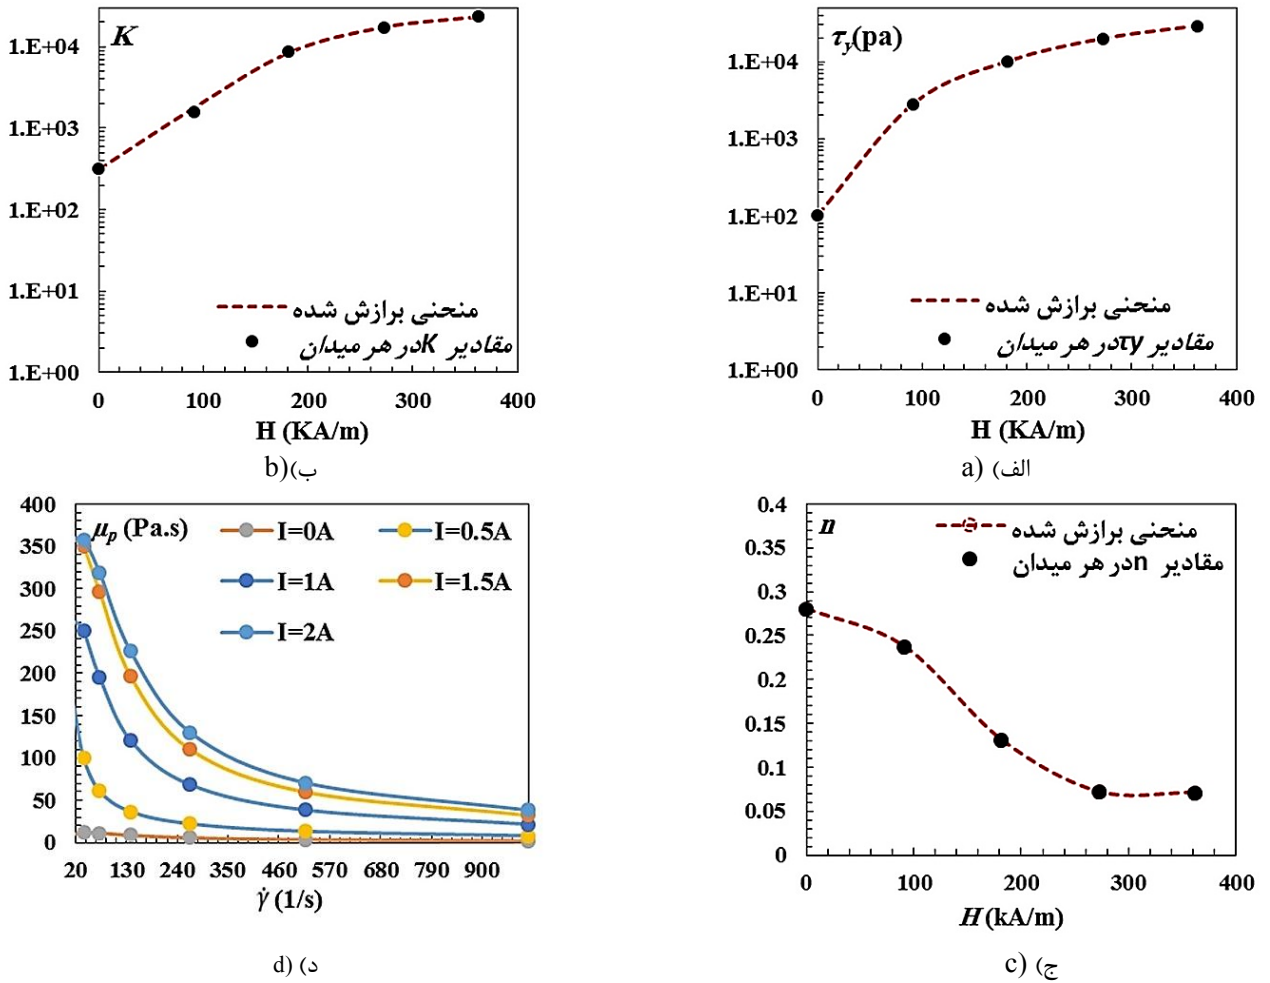 K
1.E+04
1.E+03
1.E+02
1.E+01
1.E+00
منحنی برازش شده
مقادیر K در هر میدان
0 100 200 300 400
H (KA/m)
b)(ب
τy(pa)
1.E+04
1.E+03
1.E+02
1.E+01
1.E+00
منحنی برازش شده
مقادیر τy در هر میدان
0 100 200 300 400
H (KA/m)
a) (الف
400
350
300
250
200
150
100
50
0
μp (Pa.s)
I=0A I=0.5A
I=1A I=1.5A
I=2A
20 130 240 350 460 570 680 790 900
γ̇ (1/s)
d) (د
0.4
0.35
0.3
0.25
0.2
0.15
0.1
0.05
0
n
منحنی برازش شده
مقادیر n در هر میدان
0 100 200 300 400
H (kA/m)
c) (ج